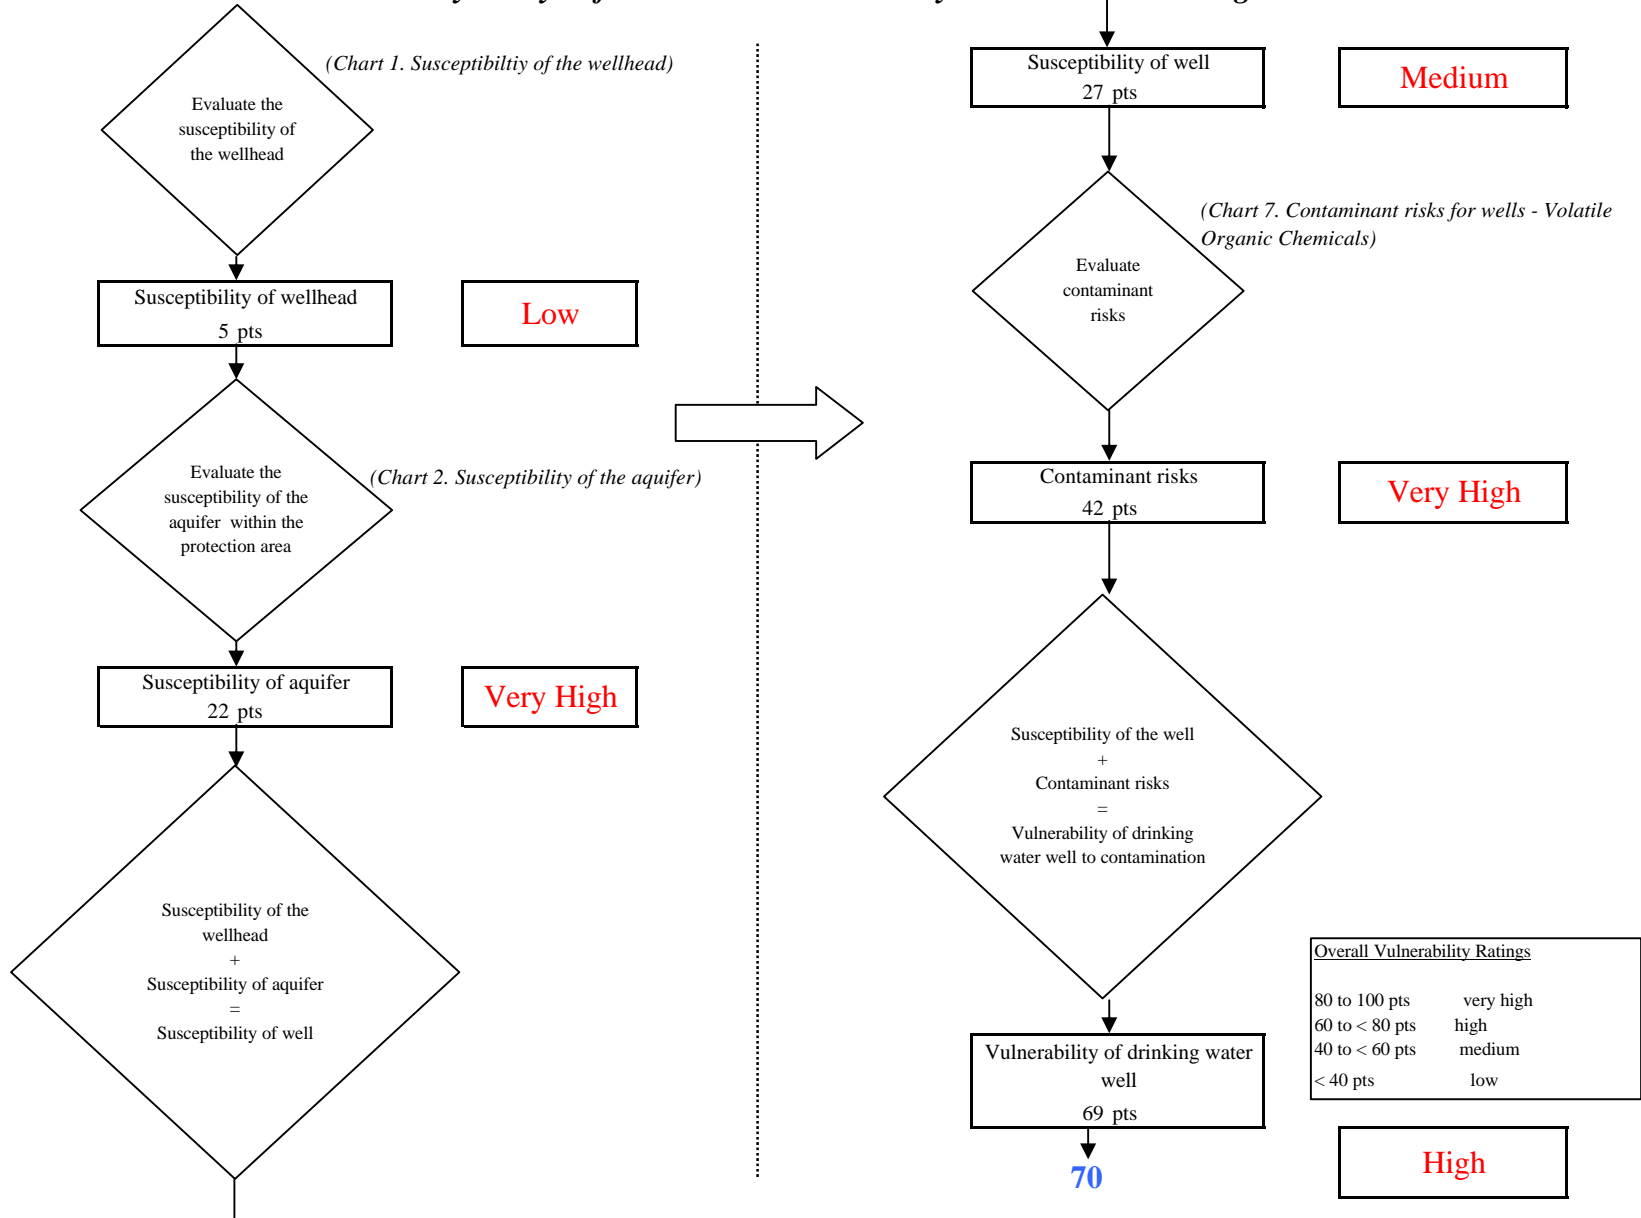 (Chart 1. Susceptibiltiy of the wellhead)
Evaluate the
susceptibility of
the wellhead
Susceptibility of wellhead
5 pts
Low
Evaluate the
susceptibility of the
aquifer within the
protection area
(Chart 2. Susceptibility of the aquifer)
Susceptibility of aquifer
22 pts
Very High
Susceptibility of the
wellhead
+
Susceptibility of aquifer
=
Susceptibility of well
Susceptibility of well
27 pts
Medium
(Chart 7. Contaminant risks for wells - Volatile
Organic Chemicals)
Evaluate
contaminant
risks
Contaminant risks
42 pts
Very High
Susceptibility of the well
+
Contaminant risks
=
Vulnerability of drinking
water well to contamination
Overall Vulnerability Ratings
80 to 100 pts very high
60 to < 80 pts high
40 to < 60 pts medium
< 40 pts low
Vulnerability of drinking water
well
69 pts
70
High